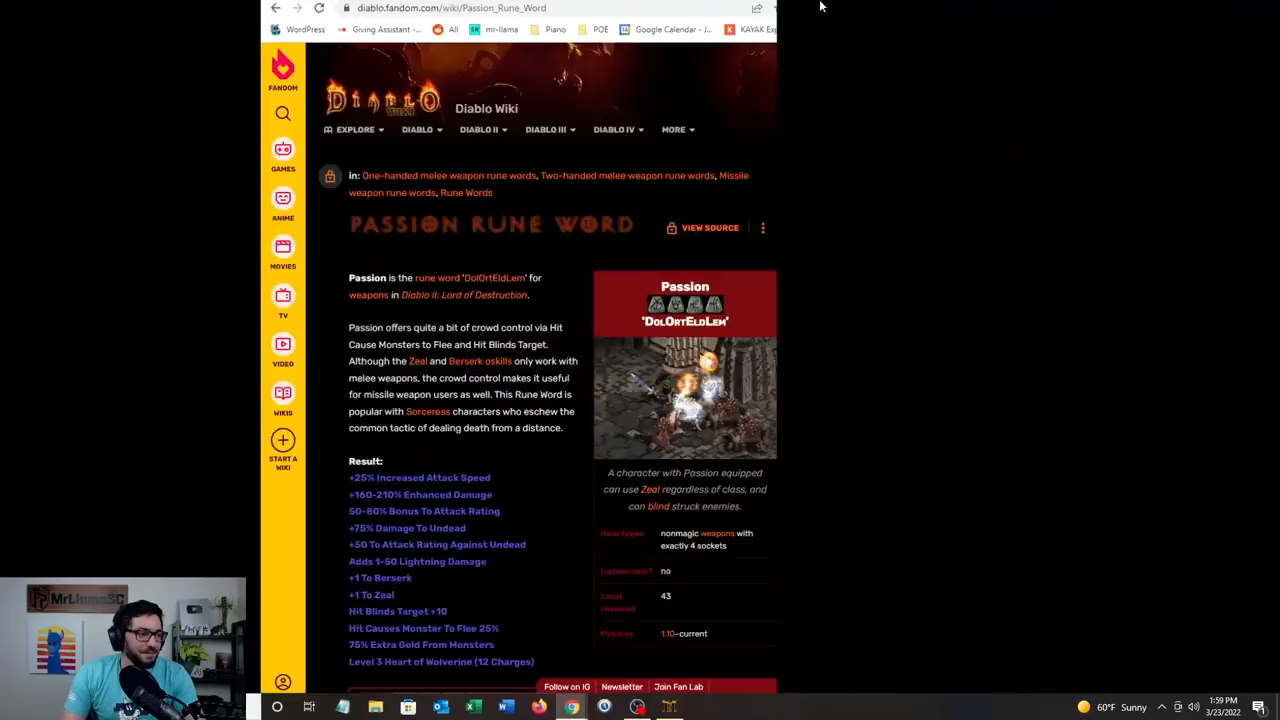 diablo.fandom.com/wiki/Passion_Rune_Word
WordPress
Giving Assistant -...
All
SH mr-llama
Piano
POE
Google Calendar - J...
K KAYAK Exp
FANDOM
DIABLO
WIKI
Diablo Wiki
EXPLORE
DIABLO
DIABLO II
DIABLO III
DIABLO IV
MORE
GAMES
ANIME
MOVIES
TV
VIDEO
WIKIS
START A
WIKI
in: One-handed melee weapon rune words, Two-handed melee weapon rune words, Missile
weapon rune words, Rune Words
PASSION RUNE WORD
VIEW SOURCE
Passion is the rune word 'DolOrtEldLem' for
weapons in Diablo II: Lord of Destruction.
Passion offers quite a bit of crowd control via Hit
Cause Monsters to Flee and Hit Blinds Target.
Although the Zeal and Berserk oskills only work with
melee weapons, the crowd control makes it useful
for missile weapon users as well. This Rune Word is
popular with Sorceress characters who eschew the
common tactic of dealing death from a distance.
Result:
+25% Increased Attack Speed
+160-210% Enhanced Damage
50-80% Bonus To Attack Rating
+75% Damage To Undead
+50 To Attack Rating Against Undead
Adds 1-50 Lightning Damage
+1 To Berserk
+1 To Zeal
Hit Blinds Target +10
Hit Causes Monster To Flee 25%
75% Extra Gold From Monsters
Level 3 Heart of Wolverine (12 Charges)
Passion
'DolOrtEldLem'
A character with Passion equipped
can use Zeal regardless of class, and
can blind struck enemies.
Item types
nonmagic weapons with
exactly 4 sockets
Ladder only?
no
Level
required
43
Patches
1.10-current
Follow on IG
Newsletter
Join Fan Lab
MrLlamaSC
Sunny
1:59 PM
3/23/2022